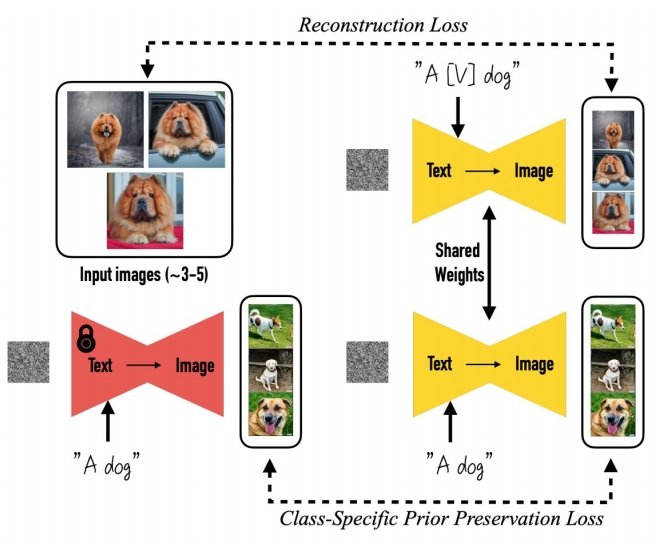 Reconstruction Loss
"A [V] dog"
Text → Image
Input images (~3-5)
Shared
Weights
Text → Image
Text → Image
"A dog"
"A dog"
Class-Specific Prior Preservation Loss